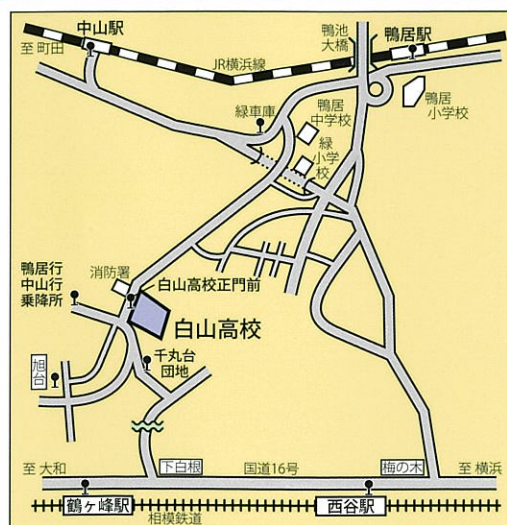 中山駅
至 町田
JR横浜線
鴨池
大橋
鴨居駅
緑車庫
鴨居
中学校
緑
小学
校
鴨居
小学校
鴨居行
中山行
乗降所
消防署
白山高校正門前
白山高校
千丸台
団地
旭台
至 大和
下白根
国道16号
梅の木
至 横浜
鶴ヶ峰駅
西谷駅
相模鉄道